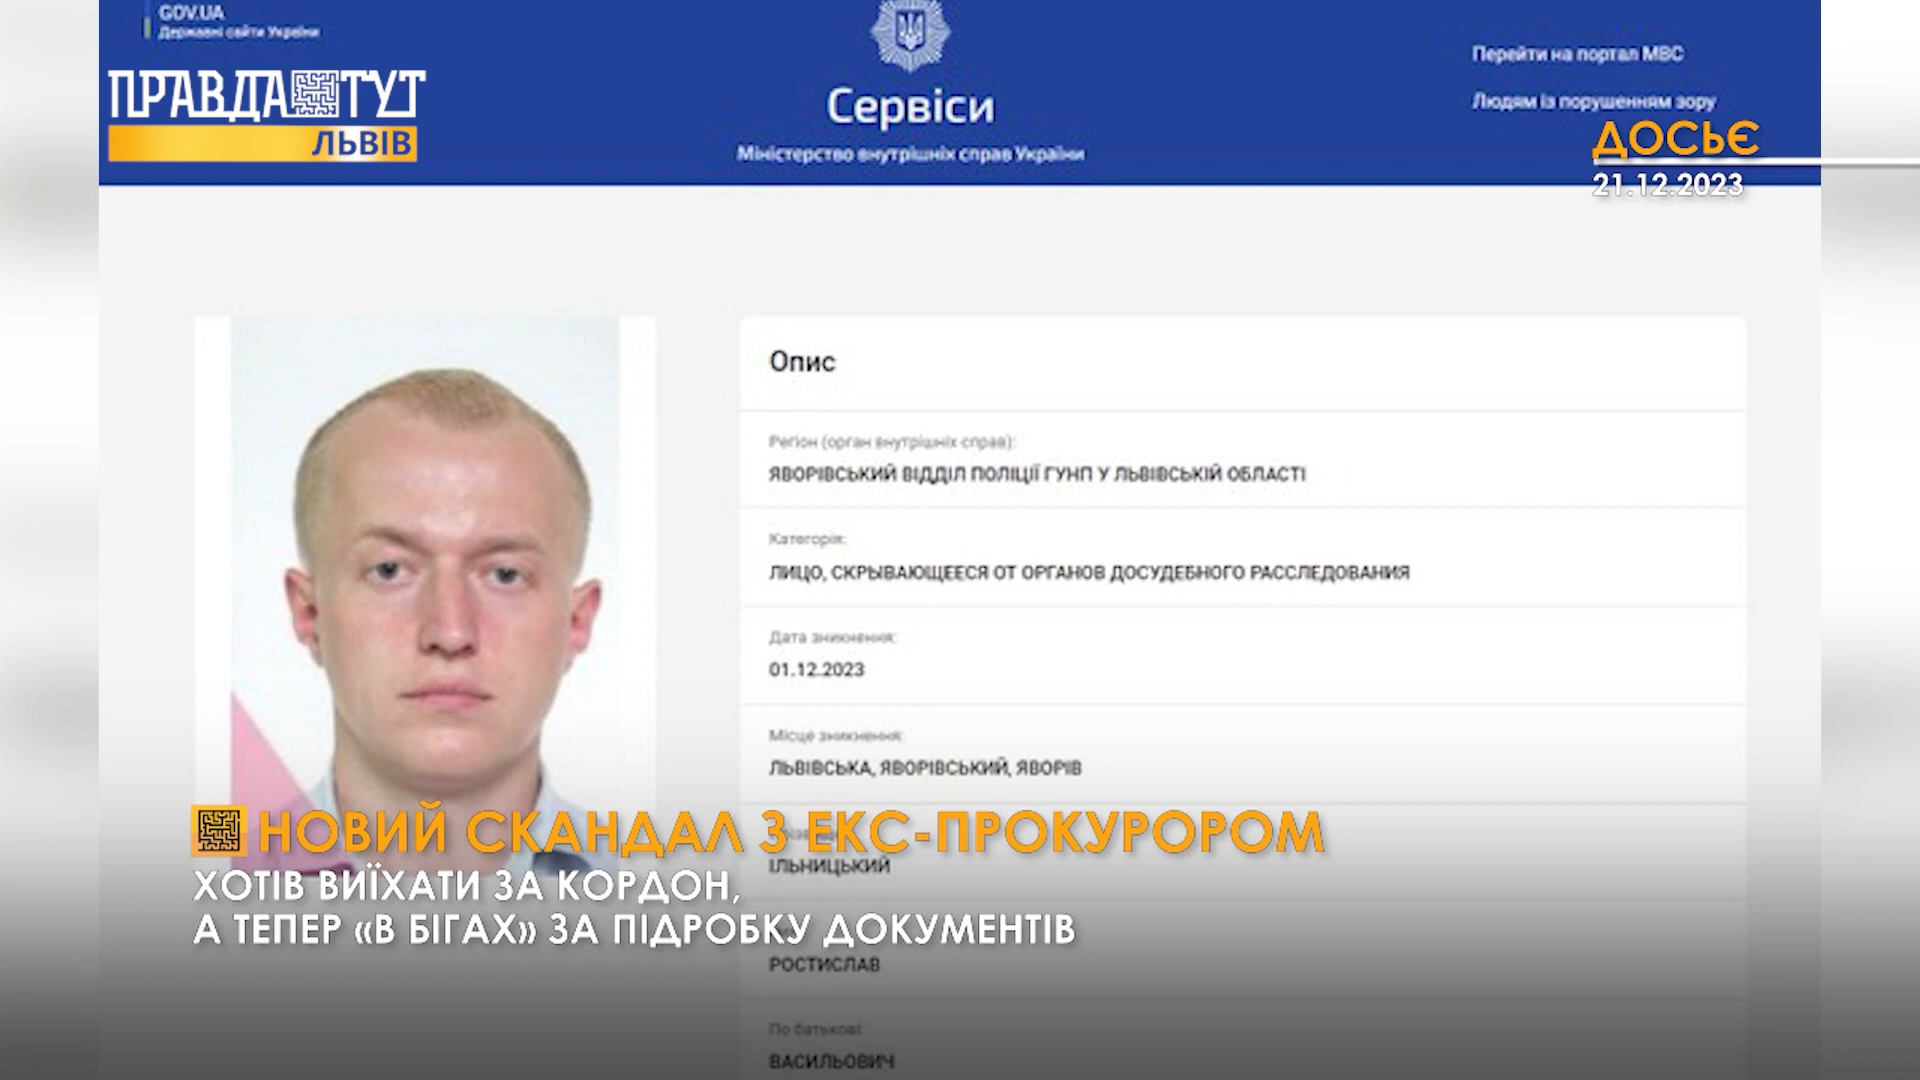 GOV.UA
Державні сайти України
ПРАВДА ТУТ
ЛЬВІВ
Сервіси
Міністерство внутрішніх справ України
Перейти на портал МВС
Людям із порушенням зору
ДОСЬЄ
21.12.2023
Опис
Регіон (орган внутрішніх справ):
ЯВОРІВСЬКИЙ ВІДДІЛ ПОЛІЦІЇ ГУНП У ЛЬВІВСЬКІЙ ОБЛАСТІ
Категорія:
ЛИЦО, СКРЫВАЮЩЕЕСЯ ОТ ОРГАНОВ ДОСУДЕБНОГО РАССЛЕДОВАНИЯ
Дата зникнення:
01.12.2023
Місце зникнення:
ЛЬВІВСЬКА, ЯВОРІВСЬКИЙ, ЯВОРІВ
НОВИЙ СКАНДАЛ З ЕКС-ПРОКУРОРОМ
ІЛЬНИЦЬКИЙ
ХОТІВ ВИЇХАТИ ЗА КОРДОН,
А ТЕПЕР «В БІГАХ» ЗА ПІДРОБКУ ДОКУМЕНТІВ
РОСТИСЛАВ
По батькові:
ВАСИЛЬОВИЧ